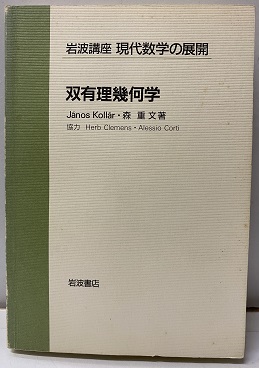 岩波講座 現代数学の展開
双有理幾何学
János Kollár・森 重文著
協力 Herb Clemens・Alessio Corti
岩波書店